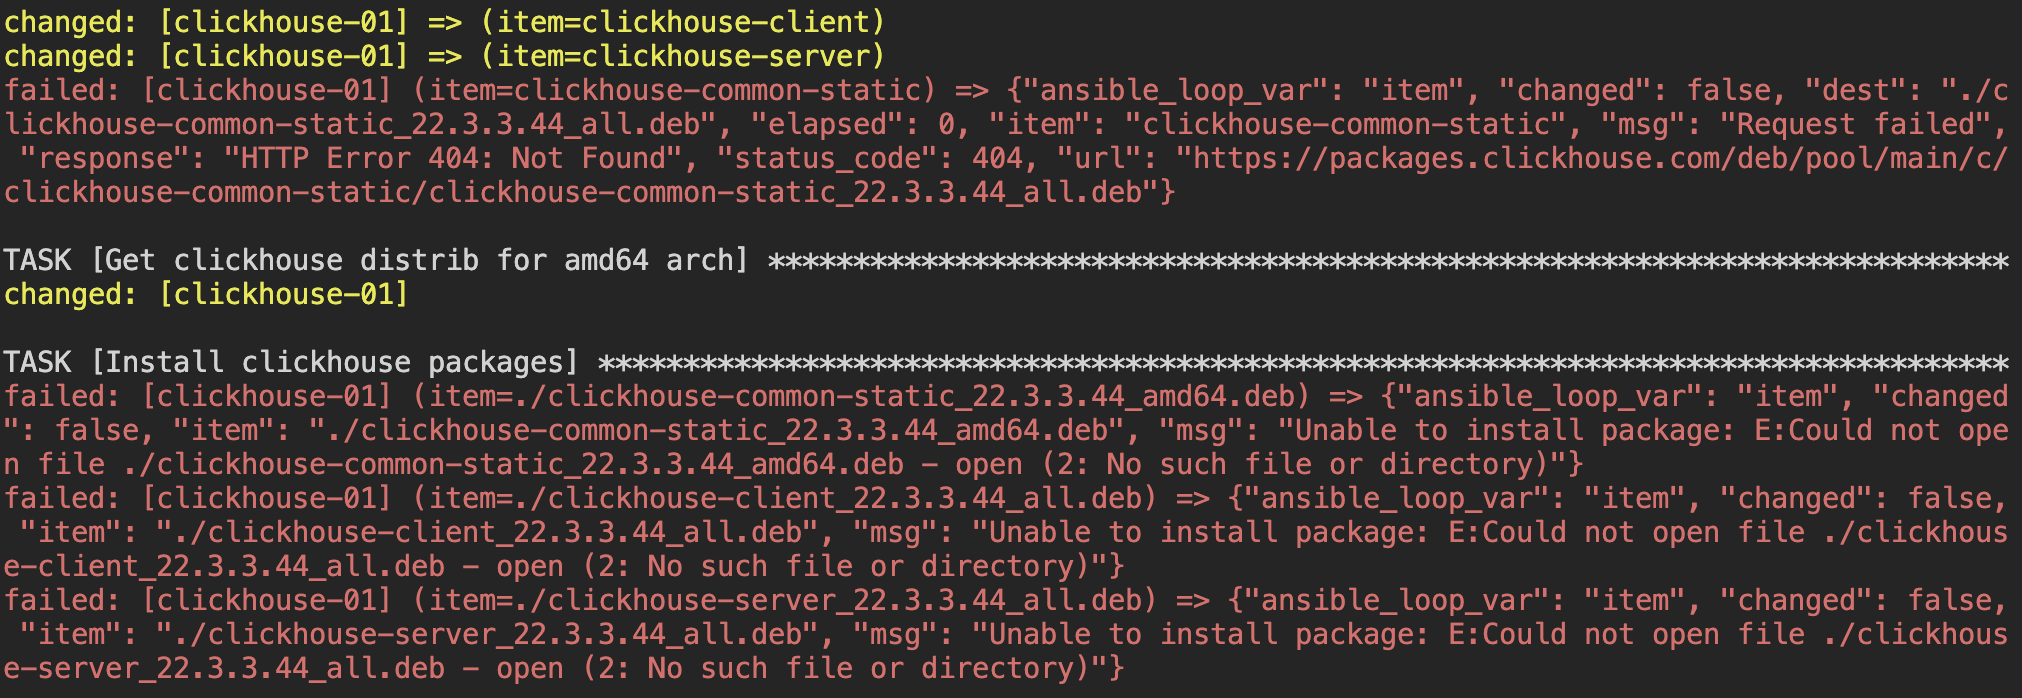 changed: [clickhouse-01] => (item=clickhouse-client)
changed: [clickhouse-01] => (item=clickhouse-server)
failed: [clickhouse-01] (item=clickhouse-common-static) => {"ansible_loop_var": "item", "changed": false, "dest": "./c
lickhouse-common-static_22.3.3.44_all.deb", "elapsed": 0, "item": "clickhouse-common-static", "msg": "Request failed",
 "response": "HTTP Error 404: Not Found", "status_code": 404, "url": "https://packages.clickhouse.com/deb/pool/main/c/
clickhouse-common-static/clickhouse-common-static_22.3.3.44_all.deb"}
TASK [Get clickhouse distrib for amd64 arch] *************************************************************************
changed: [clickhouse-01]
TASK [Install clickhouse packages] ***********************************************************************************
failed: [clickhouse-01] (item=./clickhouse-common-static_22.3.3.44_amd64.deb) => {"ansible_loop_var": "item", "changed
": false, "item": "./clickhouse-common-static_22.3.3.44_amd64.deb", "msg": "Unable to install package: E:Could not ope
n file ./clickhouse-common-static_22.3.3.44_amd64.deb - open (2: No such file or directory)"}
failed: [clickhouse-01] (item=./clickhouse-client_22.3.3.44_all.deb) => {"ansible_loop_var": "item", "changed": false,
 "item": "./clickhouse-client_22.3.3.44_all.deb", "msg": "Unable to install package: E:Could not open file ./clickhous
e-client_22.3.3.44_all.deb - open (2: No such file or directory)"}
failed: [clickhouse-01] (item=./clickhouse-server_22.3.3.44_all.deb) => {"ansible_loop_var": "item", "changed": false,
 "item": "./clickhouse-server_22.3.3.44_all.deb", "msg": "Unable to install package: E:Could not open file ./clickhous
e-server_22.3.3.44_all.deb - open (2: No such file or directory)"}